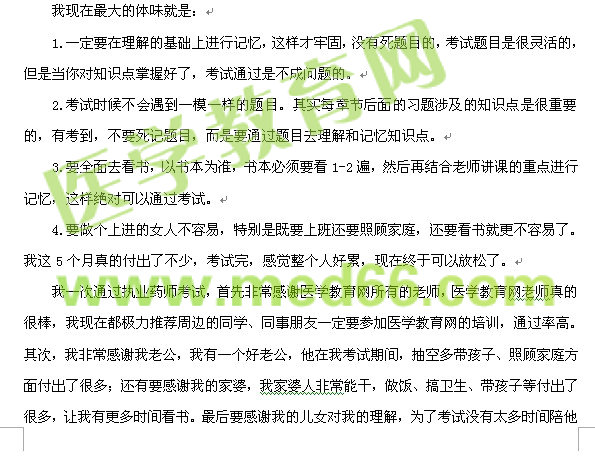 我现在最大的体味就是：
1.一定要在理解的基础上进行记忆，这样才牢固，没有死题目的，考试题目是很灵活的，
但是当你对知识点掌握好了，考试通过是不成问题的。
2.考试时候不会遇到一模一样的题目。其实每章节后面的习题涉及的知识点是很重要
的，有考到，不要死记题目，而是要通过题目去理解和记忆知识点。
3.要全面去看书，以书本为准，书本必须要看 1-2 遍，然后再结合老师讲课的重点进行
记忆，这样绝对可以通过考试。
4.要做个上进的女人不容易，特别是既要上班还要照顾家庭，还要看书就更不容易了。
我这 5 个月真的付出了不少，考试完，感觉整个人好累，现在终于可以放松了。
我一次通过执业药师考试，首先非常感谢医学教育网所有的老师，医学教育网老师真的
很棒，我现在都极力推荐周边的同学、同事朋友一定要参加医学教育网的培训，通过率高。
其次，我非常感谢我老公，我有一个好老公，他在我考试期间，抽空多带孩子、照顾家庭方
面付出了很多；还有要感谢我的家婆，我家婆人非常能干，做饭、搞卫生、带孩子等付出了
很多，让我有更多时间看书。最后要感谢我的儿女对我的理解，为了考试没有太多时间陪他
医学教育网
www.med66.com